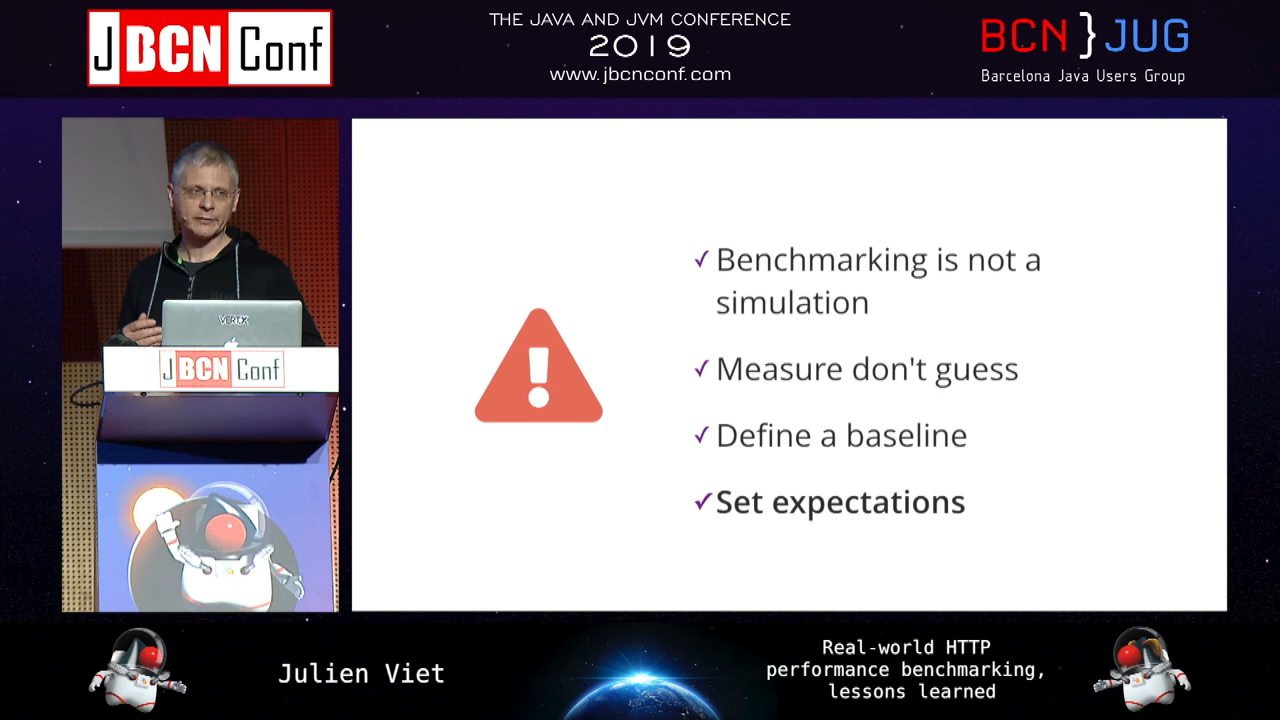 JBCNConf
THE JAVA AND JVM CONFERENCE
2019
www.jbcnconf.com
BCN}JUG
Barcelona Java Users Group
VERT.X
JBCNConf
✓Benchmarking is not a
simulation
✓Measure don't guess
✓Define a baseline
✓Set expectations
Julien Viet
Real-world HTTP
performance benchmarking,
lessons learned